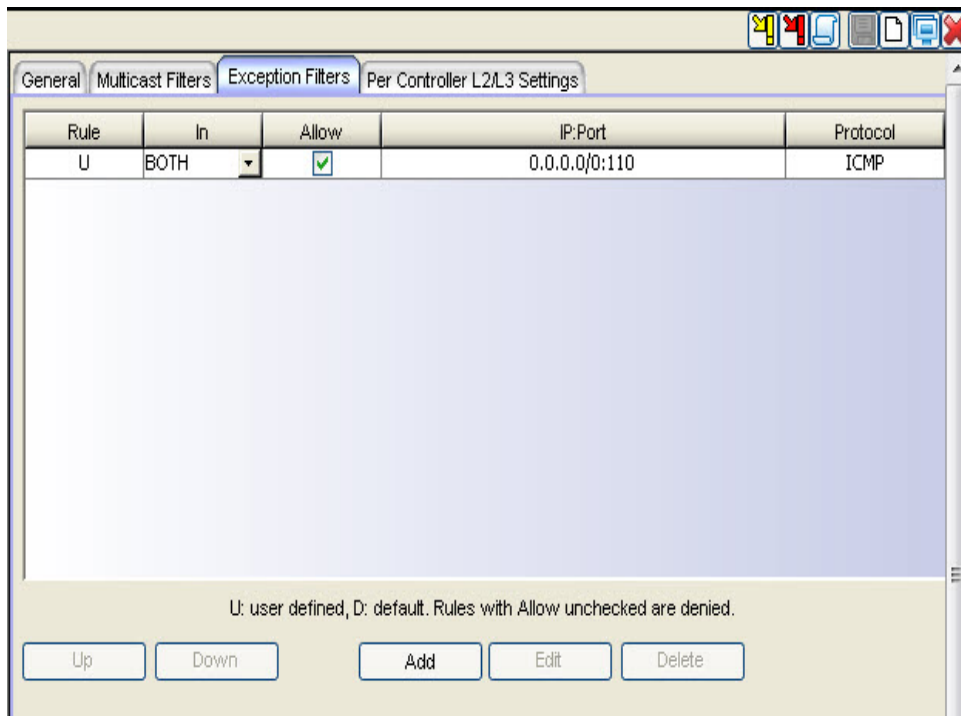 General Multicast Filters Exception Filters Per Controller L2/L3 Settings
Rule In Allow IP:Port Protocol
U BOTH 0.0.0.0/0:110 ICMP
U: user defined, D: default. Rules with Allow unchecked are denied.
Up Down Add Edit Delete